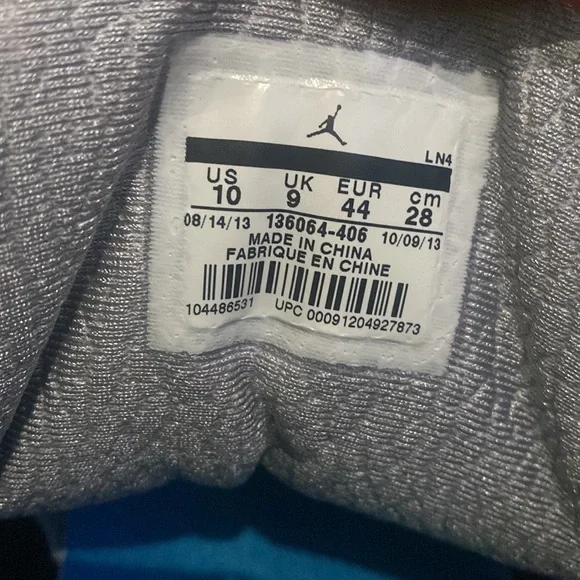 LN4
US UK EUR cm
10 9 44 28
08/14/13 136064-406 10/09/13
MADE IN CHINA
FABRIQUE EN CHINE
104486531 UPC 00091204927873